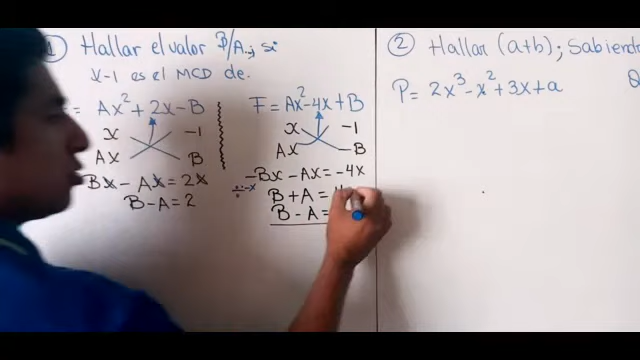 ① Hallar el valor B/A; si
x-1 es el MCD de.
= Ax² + 2x - B
x -1
Ax B
Bx - Ax = 2x
B - A = 2
F = Ax² - 4x + B
x -1
Ax -B
-Bx - Ax = -4x
÷ -x
B + A = 4
B - A =
② Hallar (a+b); Sabiendo
P = 2x³ - x² + 3x + a
Q